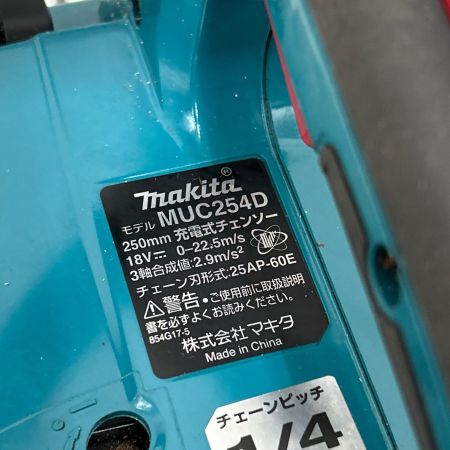 makita®
モデル MUC254D
250mm 充電式チェンソー
18V⎓ 0–22.5m/s
3軸合成値:2.9m/s²
チェーン刃形式:25AP-60E
⚠警告・ご使用前に取扱説明
書を必ずよくお読みください。
854G17-5
株式会社マキタ
Made in China
チェーンピッチ
1/4